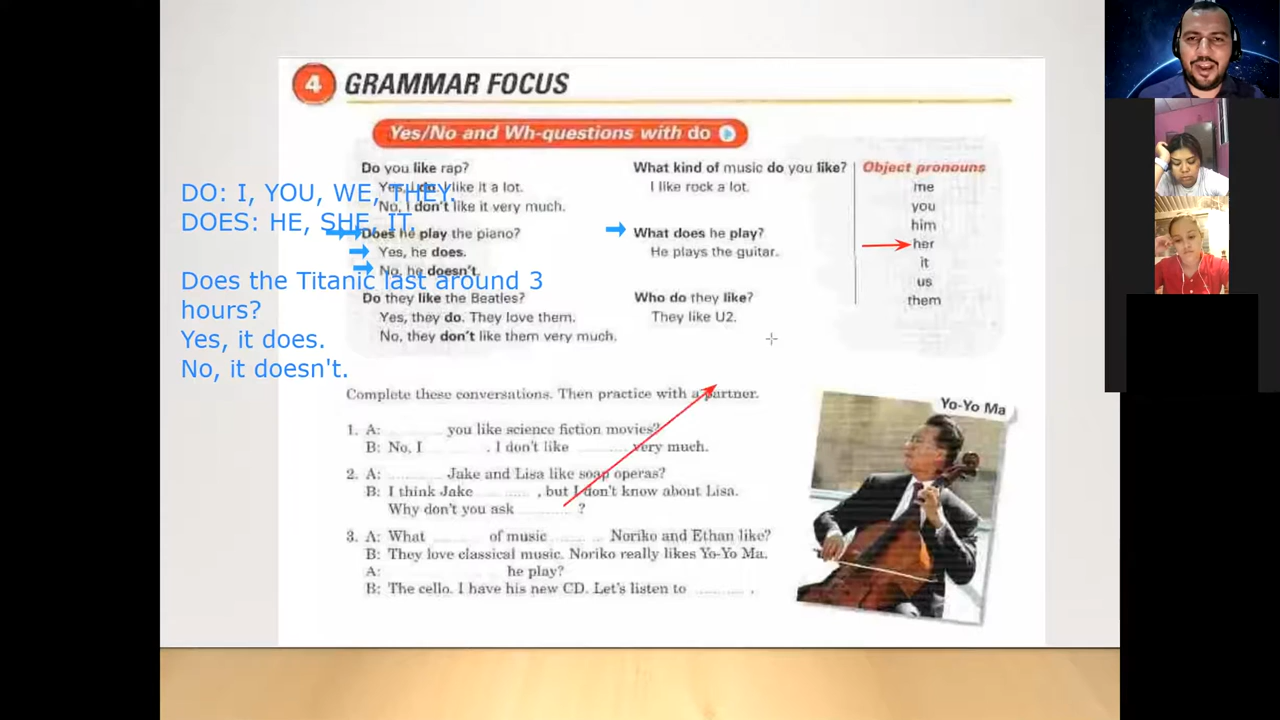 4 GRAMMAR FOCUS
Yes/No and Wh-questions with do
Do you like rap?
Yes, I do. I like it a lot.
No, I don't like it very much.
Does he play the piano?
Yes, he does.
No, he doesn't.
Do they like the Beatles?
Yes, they do. They love them.
No, they don't like them very much.
What kind of music do you like?
I like rock a lot.
What does he play?
He plays the guitar.
Who do they like?
They like U2.
Object pronouns
me
you
him
her
it
us
them
DO: I, YOU, WE, THEY.
DOES: HE, SHE, IT.
Does the Titanic last around 3
hours?
Yes, it does.
No, it doesn't.
Complete these conversations. Then practice with a partner.
1. A: ........ you like science fiction movies?
B: No, I ........ . I don't like ........ very much.
2. A: ........ Jake and Lisa like soap operas?
B: I think Jake ........ , but I don't know about Lisa.
Why don't you ask ........ ?
3. A: What ........ of music ........ Noriko and Ethan like?
B: They love classical music. Noriko really likes Yo-Yo Ma.
A: ........ he play?
B: The cello. I have his new CD. Let's listen to ........ .
Yo-Yo Ma